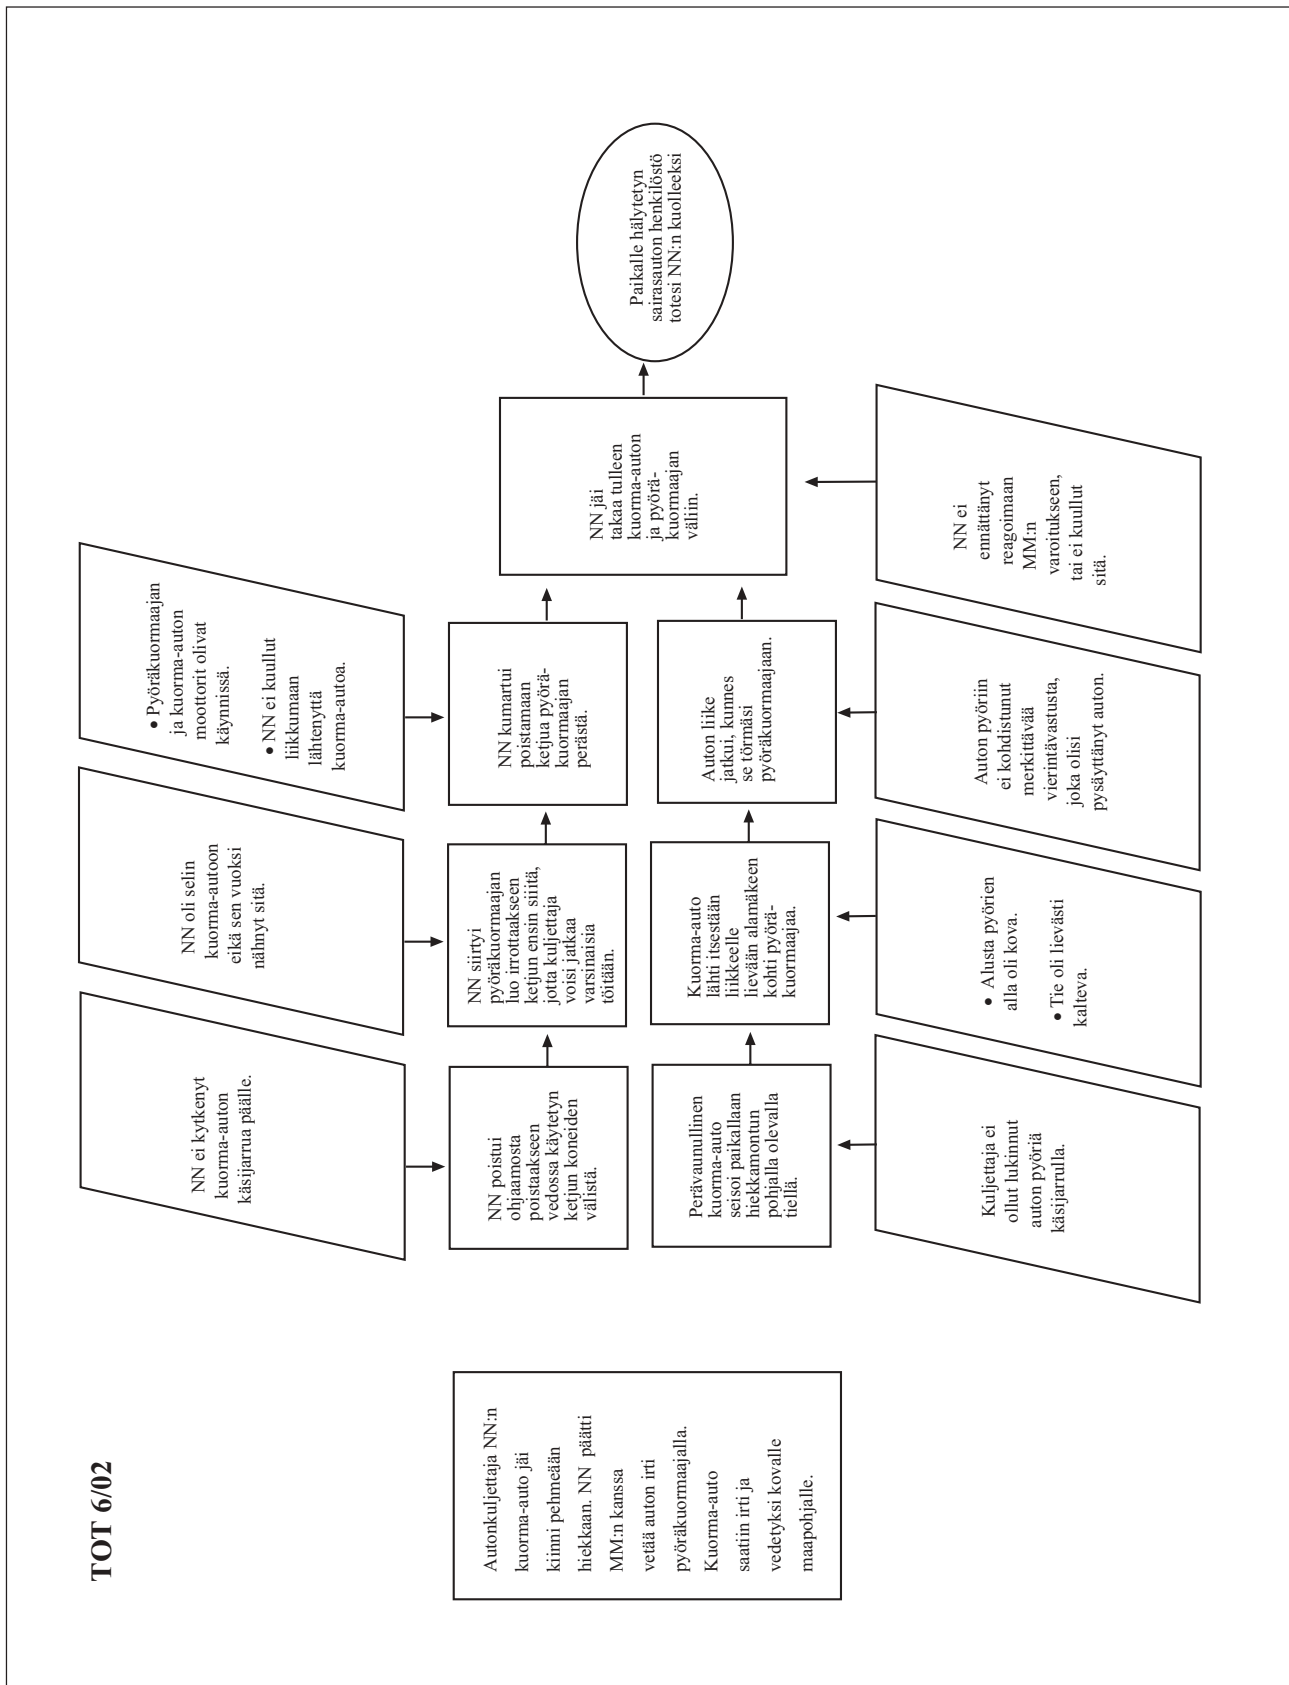 TOT 6/02
Autonkuljettaja NN:n
kuorma-auto jäi
kiinni pehmeään
hiekkaan. NN päätti
MM:n kanssa
vetää auton irti
pyöräkuormaajalla.
Kuorma-auto
saatiin irti ja
vedetyksi kovalle
maapohjalle.
NN ei kytkenyt
kuorma-auton
käsijarrua päälle.
NN oli selin
kuorma-autoon
eikä sen vuoksi
nähnyt sitä.
• Pyöräkuormaajan
ja kuorma-auton
moottorit olivat
käynnissä.
• NN ei kuullut
liikkumaan
lähtenyttä
kuorma-autoa.
NN poistui
ohjaamosta
poistaakseen
vedossa käytetyn
ketjun koneiden
välistä.
NN siirtyi
pyöräkuormaajan
luo irrottaakseen
ketjun ensin siiitä,
jotta kuljettaja
voisi jatkaa
varsinaisia
töitään.
NN kumartui
poistamaan
ketjua pyörä-
kuormaajan
perästä.
NN jäi
takaa tulleen
kuorma-auton
ja pyörä-
kuormaajan
väliin.
Paikalle hälytetyn
sairasauton henkilöstö
totesi NN:n kuolleeksi
Perävaunullinen
kuorma-auto
seisoi paikallaan
hiekkamontun
pohjalla olevalla
tiellä.
Kuorma-auto
lähti itsestään
liikkeelle
lievään alamäkeen
kohti pyörä-
kuormaajaa.
Auton liike
jatkui, kunnes
se törmäsi
pyöräkuormaajaan.
Kuljettaja ei
ollut lukinnut
auton pyöriä
käsijarrulla.
• Alusta pyörien
alla oli kova.
• Tie oli lievästi
kalteva.
Auton pyöriin
ei kohdistunut
merkittävää
vierintävastusta,
joka olisi
pysäyttänyt auton.
NN ei
ennättänyt
reagoimaan
MM:n
varoitukseen,
tai ei kuullut
sitä.